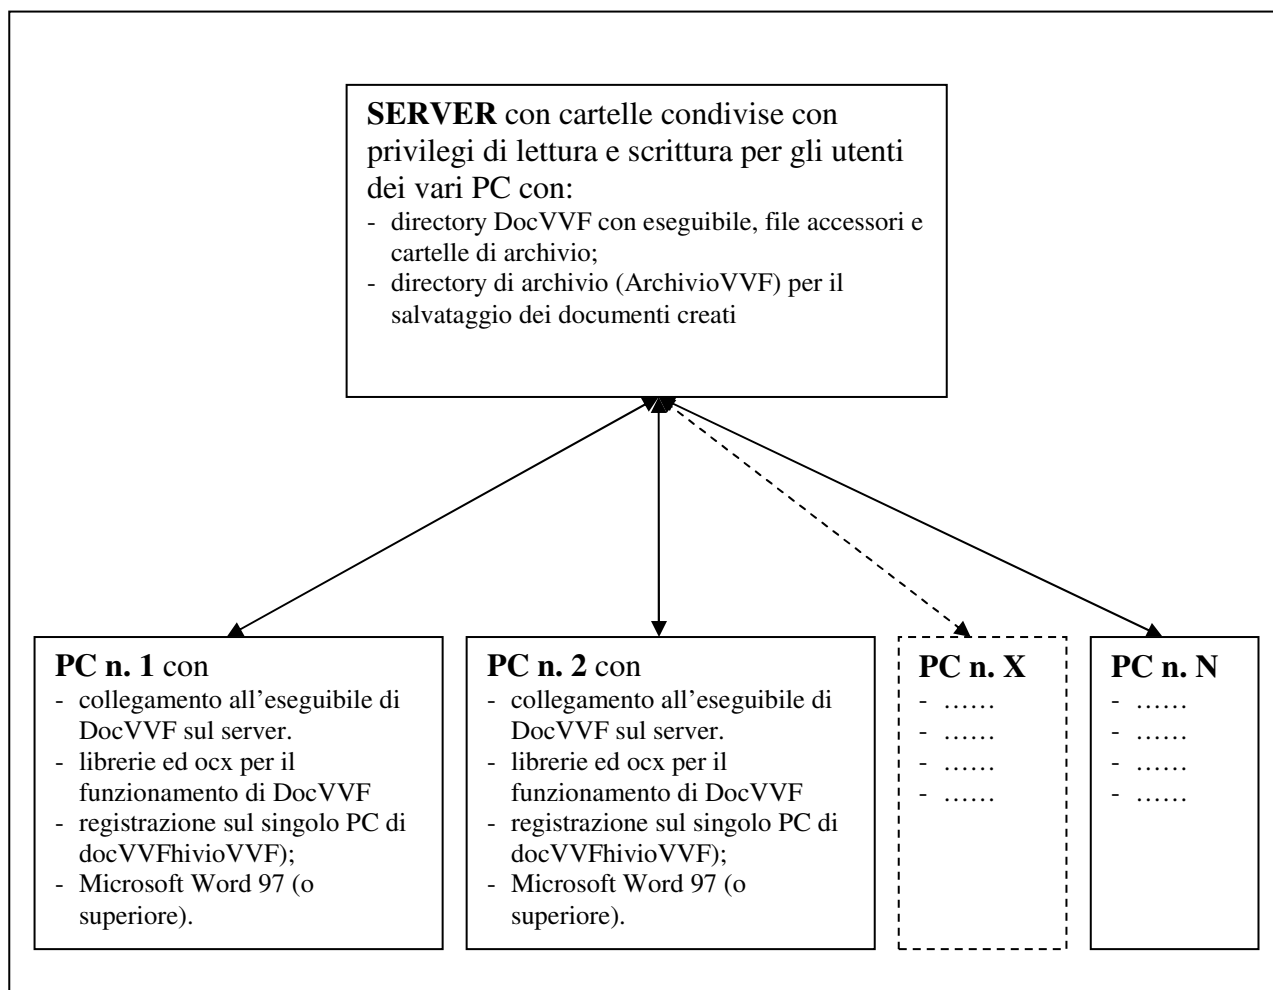 SERVER con cartelle condivise con
privilegi di lettura e scrittura per gli utenti
dei vari PC con:
- directory DocVVF con eseguibile, file accessori e
cartelle di archivio;
- directory di archivio (ArchivioVVF) per il
salvataggio dei documenti creati
PC n. 1 con
- collegamento all’eseguibile di
DocVVF sul server.
- librerie ed ocx per il
funzionamento di DocVVF
- registrazione sul singolo PC di
docVVFhivioVVF);
- Microsoft Word 97 (o
superiore).
PC n. 2 con
- collegamento all’eseguibile di
DocVVF sul server.
- librerie ed ocx per il
funzionamento di DocVVF
- registrazione sul singolo PC di
docVVFhivioVVF);
- Microsoft Word 97 (o
superiore).
PC n. X
- ……
- ……
- ……
- ……
PC n. N
- ……
- ……
- ……
- ……